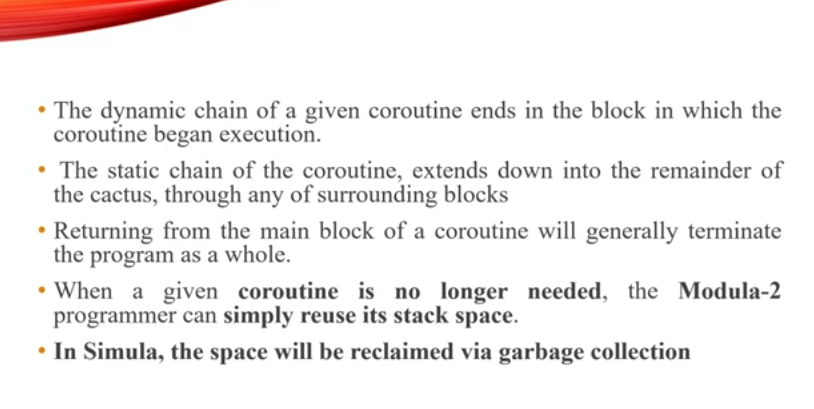 • The dynamic chain of a given coroutine ends in the block in which the
coroutine began execution.
• The static chain of the coroutine, extends down into the remainder of
the cactus, through any of surrounding blocks
• Returning from the main block of a coroutine will generally terminate
the program as a whole.
• When a given coroutine is no longer needed, the Modula-2
programmer can simply reuse its stack space.
• In Simula, the space will be reclaimed via garbage collection